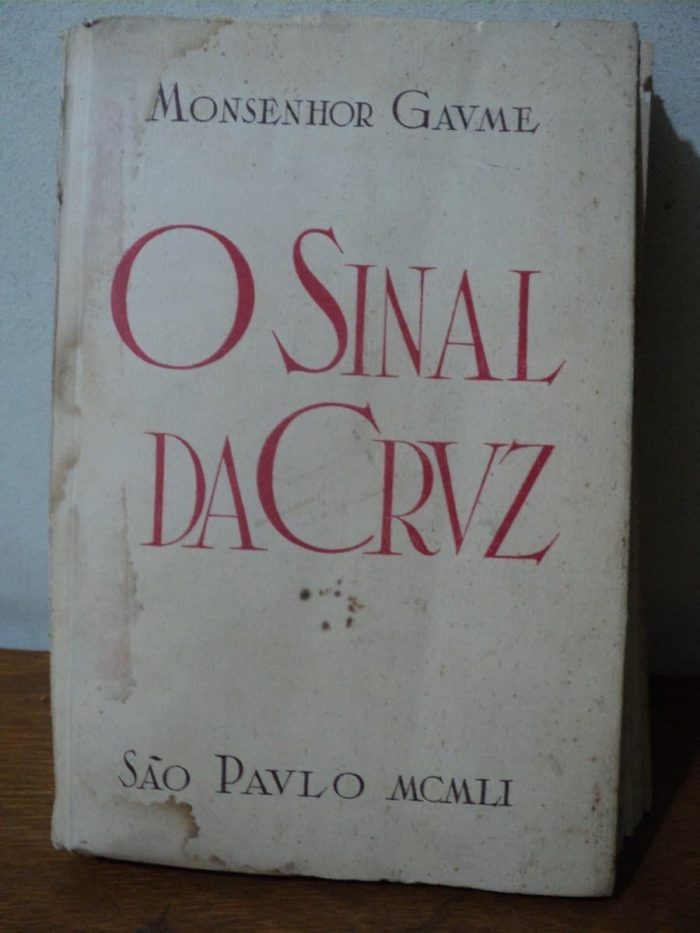 MONSENHOR GAVME
O SINAL
DA CRVZ
SÃO PAVLO MCMLI